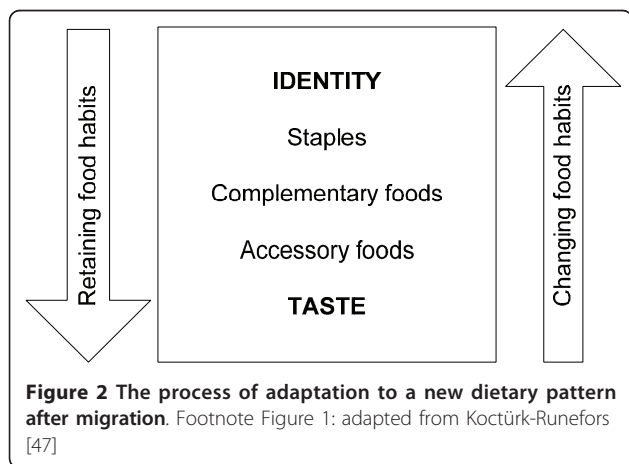 Retaining food habits
IDENTITY
Staples
Complementary foods
Accessory foods
TASTE
Changing food habits
Figure 2 The process of adaptation to a new dietary pattern
after migration. Footnote Figure 1: adapted from Koctürk-Runefors
[47]